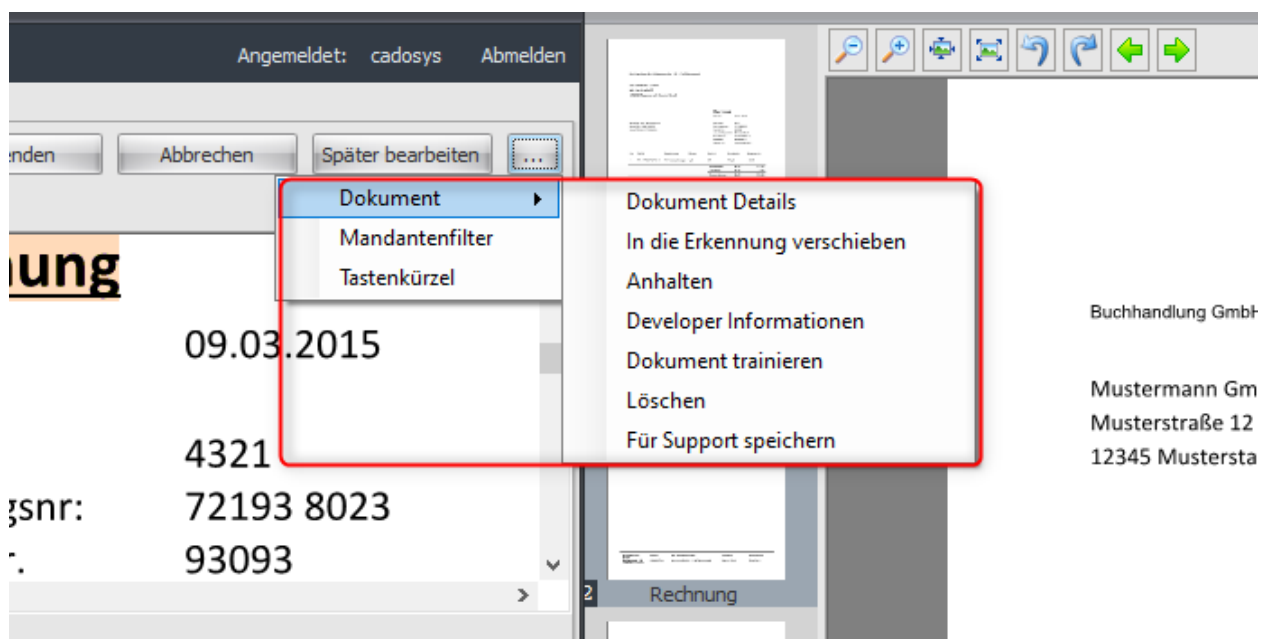 Angemeldet: cadosys Abmelden
nden Abbrechen Später bearbeiten ...
Dokument
Mandantenfilter
Tastenkürzel
Dokument Details
In die Erkennung verschieben
Anhalten
Developer Informationen
Dokument trainieren
Löschen
Für Support speichern
nung
09.03.2015
4321
gsnr: 72193 8023
r. 93093
2 Rechnung
Buchhandlung GmbH
Mustermann Gm
Musterstraße 12
12345 Mustersta